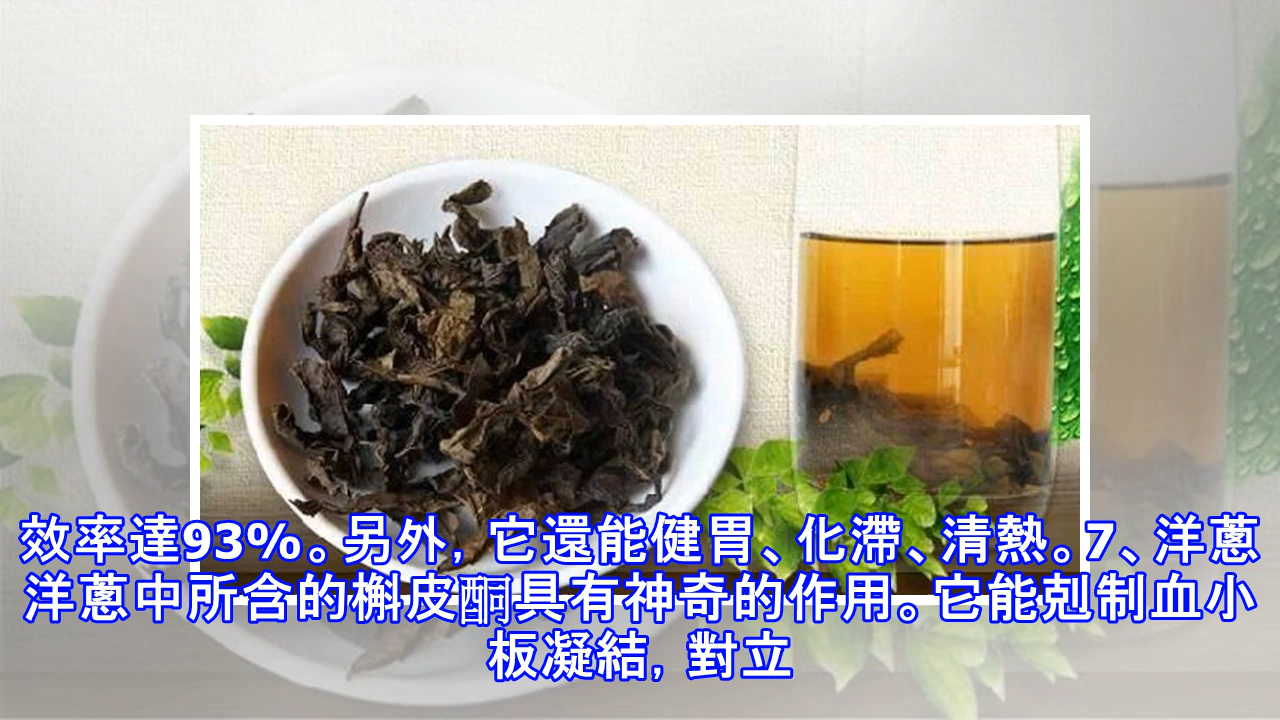 效率達93%。另外, 它還能健胃、化滯、清熱。7、洋蔥
洋蔥中所含的槲皮酮具有神奇的作用。它能剋制血小
板凝結, 對立